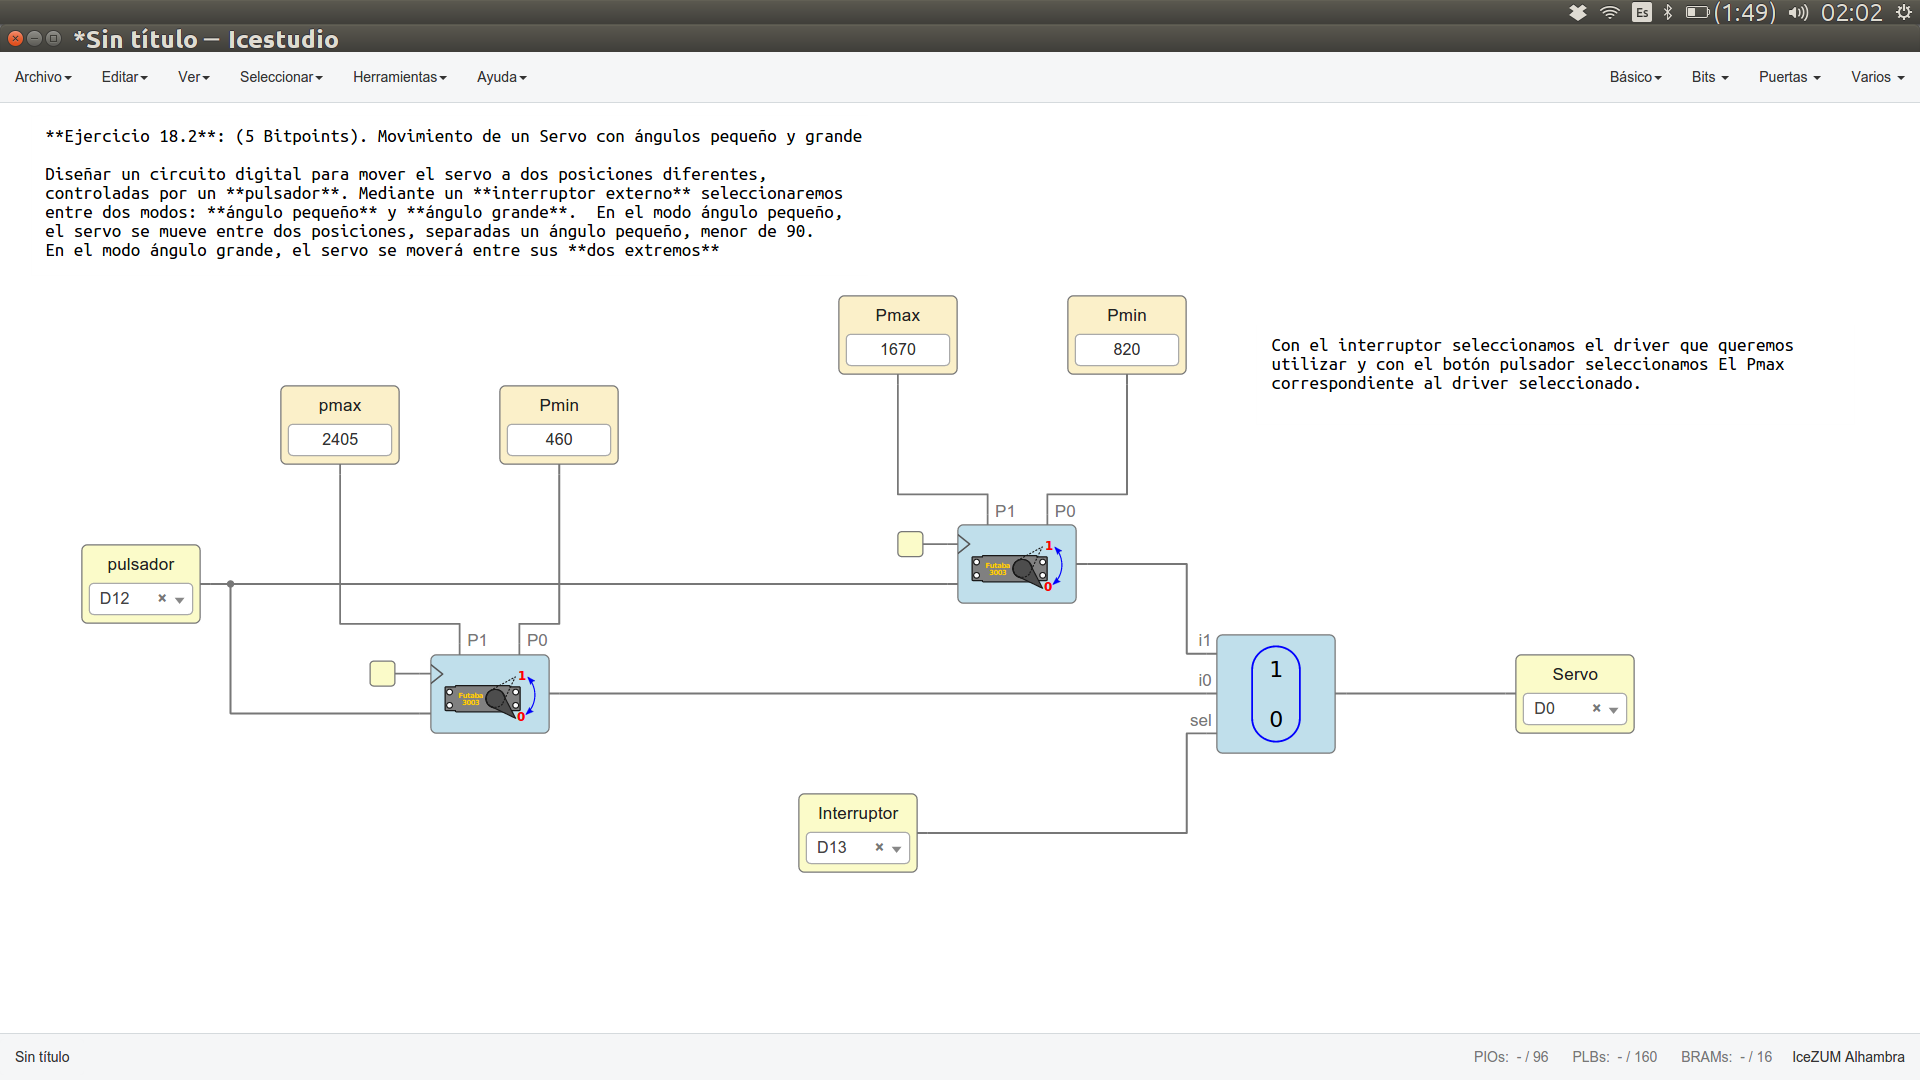 Es (1:49) 02:02
*Sin título — Icestudio
Archivo Editar Ver Seleccionar Herramientas Ayuda Básico Bits Puertas Varios
**Ejercicio 18.2**: (5 Bitpoints). Movimiento de un Servo con ángulos pequeño y grande
Diseñar un circuito digital para mover el servo a dos posiciones diferentes,
controladas por un **pulsador**. Mediante un **interruptor externo** seleccionaremos
entre dos modos: **ángulo pequeño** y **ángulo grande**.  En el modo ángulo pequeño,
el servo se mueve entre dos posiciones, separadas un ángulo pequeño, menor de 90.
En el modo ángulo grande, el servo se moverá entre sus **dos extremos**
Pmax
1670
Pmin
820
Con el interruptor seleccionamos el driver que queremos
utilizar y con el botón pulsador seleccionamos El Pmax
correspondiente al driver seleccionado.
pmax
2405
Pmin
460
P1 P0
1
Futaba
3003
0
pulsador
D12 ×
P1 P0
1
Futaba
3003
0
i1
i0
sel
1
0
Servo
D0 ×
Interruptor
D13 ×
Sin título PIOs: - / 96 PLBs: - / 160 BRAMs: - / 16 IceZUM Alhambra